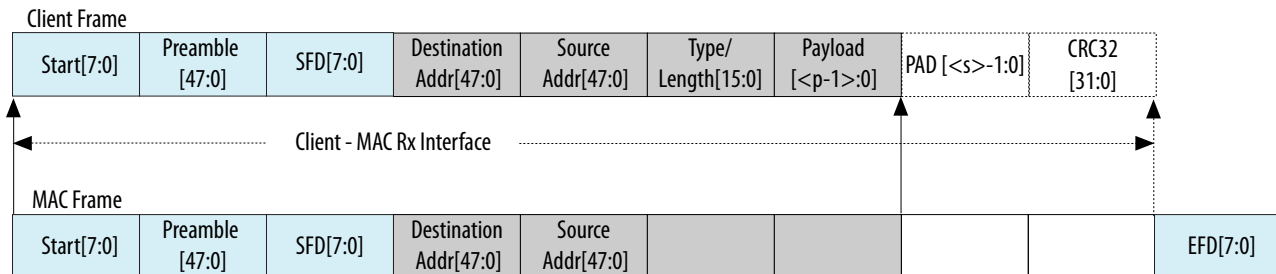 Client Frame
Start[7:0]
Preamble
[47:0]
SFD[7:0]
Destination
Addr[47:0]
Source
Addr[47:0]
Type/
Length[15:0]
Payload
[<p-1>:0]
PAD [<s>-1:0]
CRC32
[31:0]
Client - MAC Rx Interface
MAC Frame
Start[7:0]
Preamble
[47:0]
SFD[7:0]
Destination
Addr[47:0]
Source
Addr[47:0]
EFD[7:0]